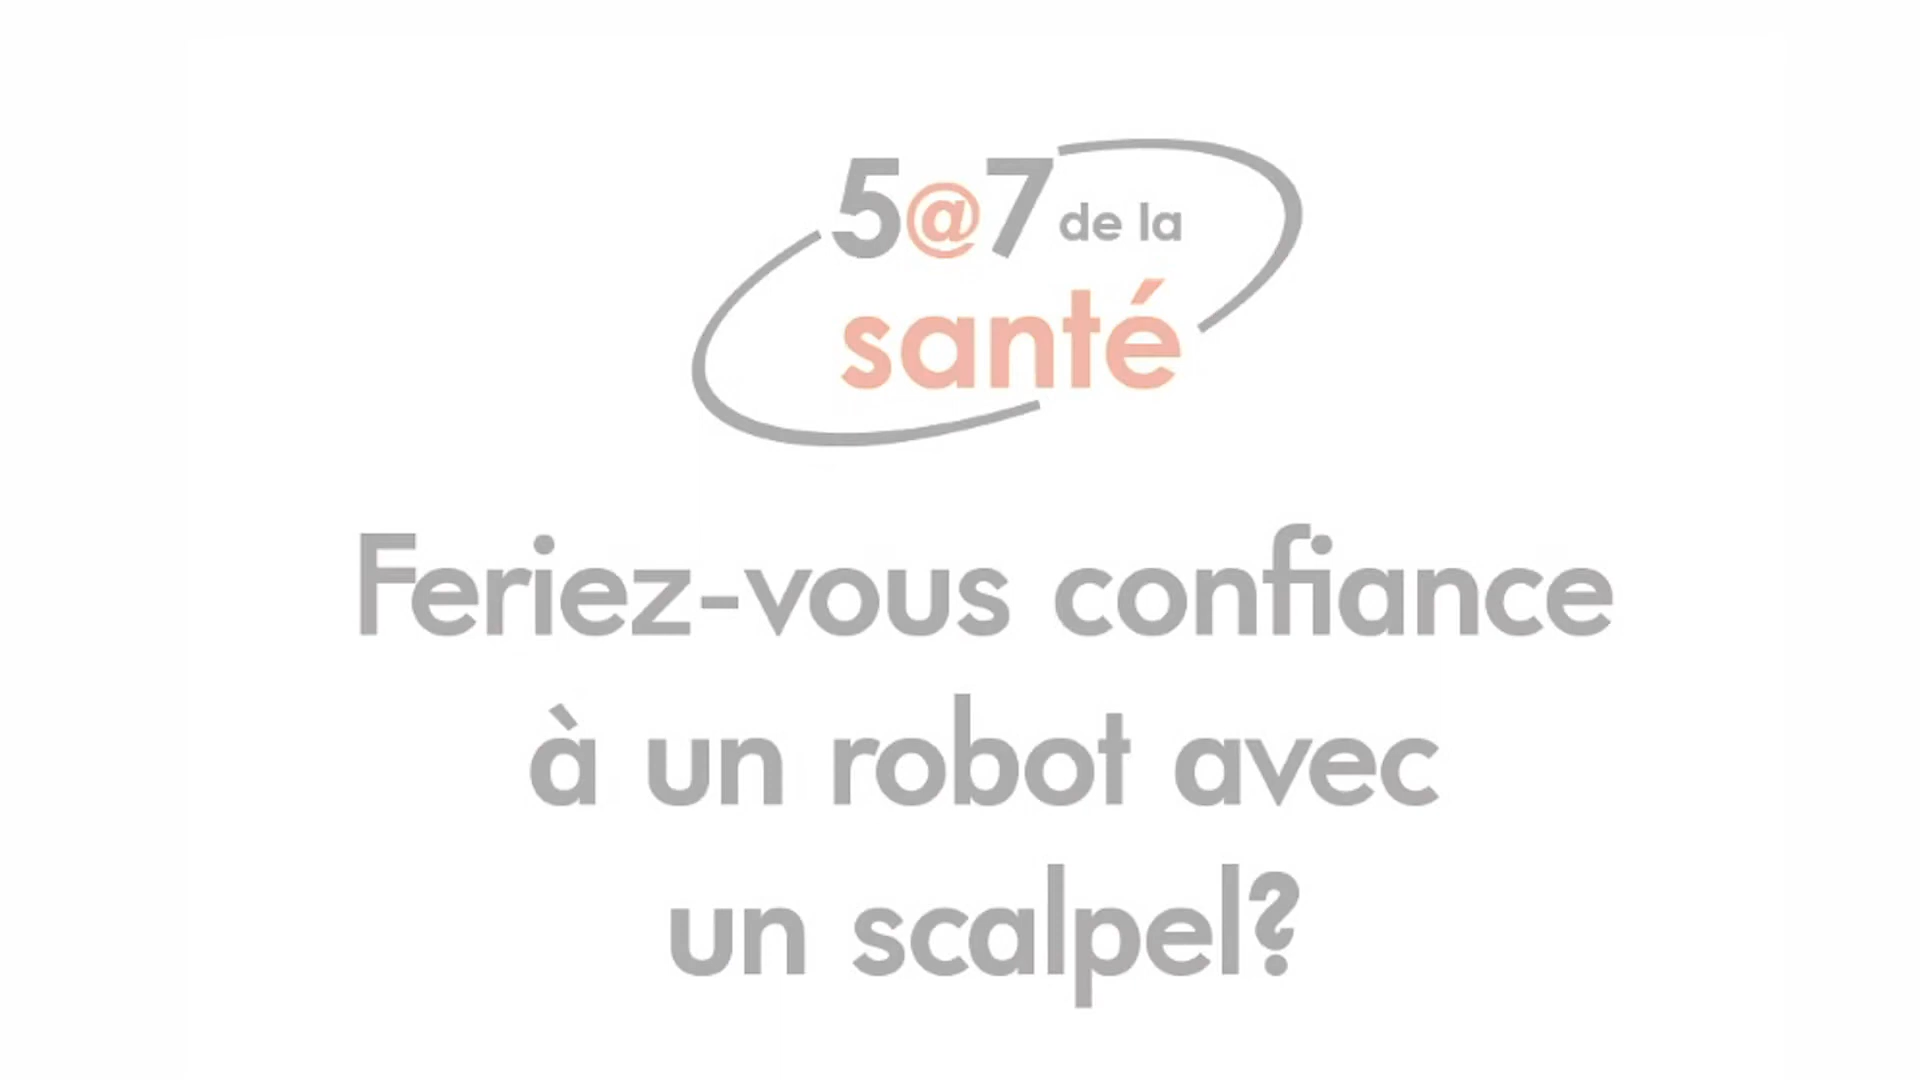 5@7 de la
santé
Feriez-vous confiance
à un robot avec
un scalpel?